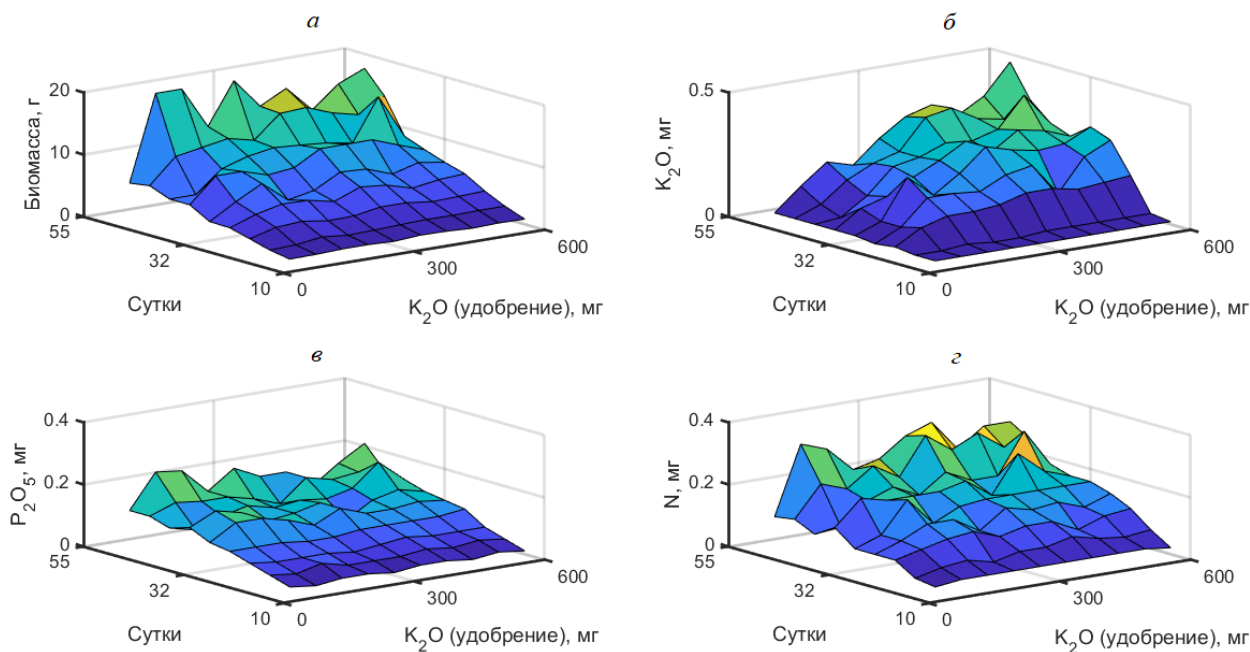 а
20
10
0
Биомасса, г
55
32
10
Сутки
0
300
600
K2O (удобрение), мг
б
0.5
0
K2O, мг
55
32
10
Сутки
0
300
600
K2O (удобрение), мг
в
0.4
0.2
0
P2O5, мг
55
32
10
Сутки
0
300
600
K2O (удобрение), мг
г
0.4
0.2
0
N, мг
55
32
10
Сутки
0
300
600
K2O (удобрение), мг